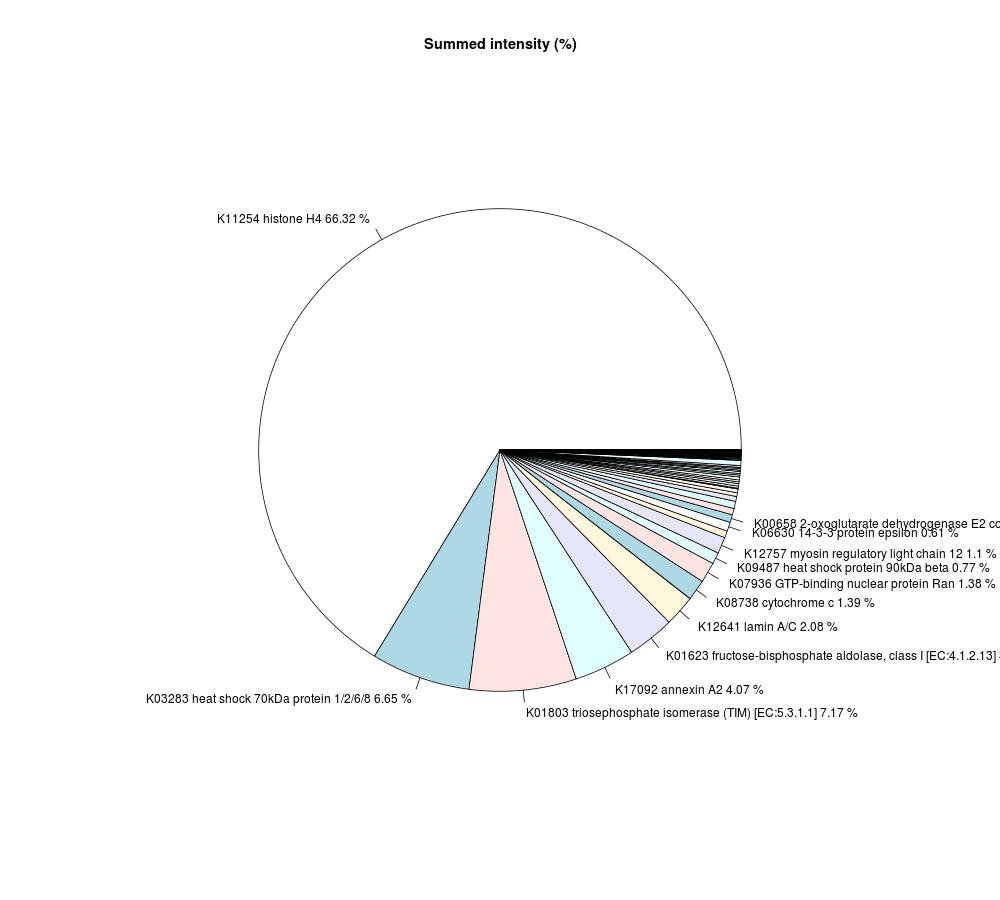 Summed intensity (%)
K11254 histone H4 66.32 %
K00658 2-oxoglutarate dehydrogenase E2
K06630 14-3-3 protein epsilon 0.61 %
K12757 myosin regulatory light chain 12 1.1 %
K09487 heat shock protein 90kDa beta 0.77 %
K07936 GTP-binding nuclear protein Ran 1.38 %
K08738 cytochrome c 1.39 %
K12641 lamin A/C 2.08 %
K01623 fructose-bisphosphate aldolase, class I [EC:4.1.2.13]
K17092 annexin A2 4.07 %
K03283 heat shock 70kDa protein 1/2/6/8 6.65 %
K01803 triosephosphate isomerase (TIM) [EC:5.3.1.1] 7.17 %